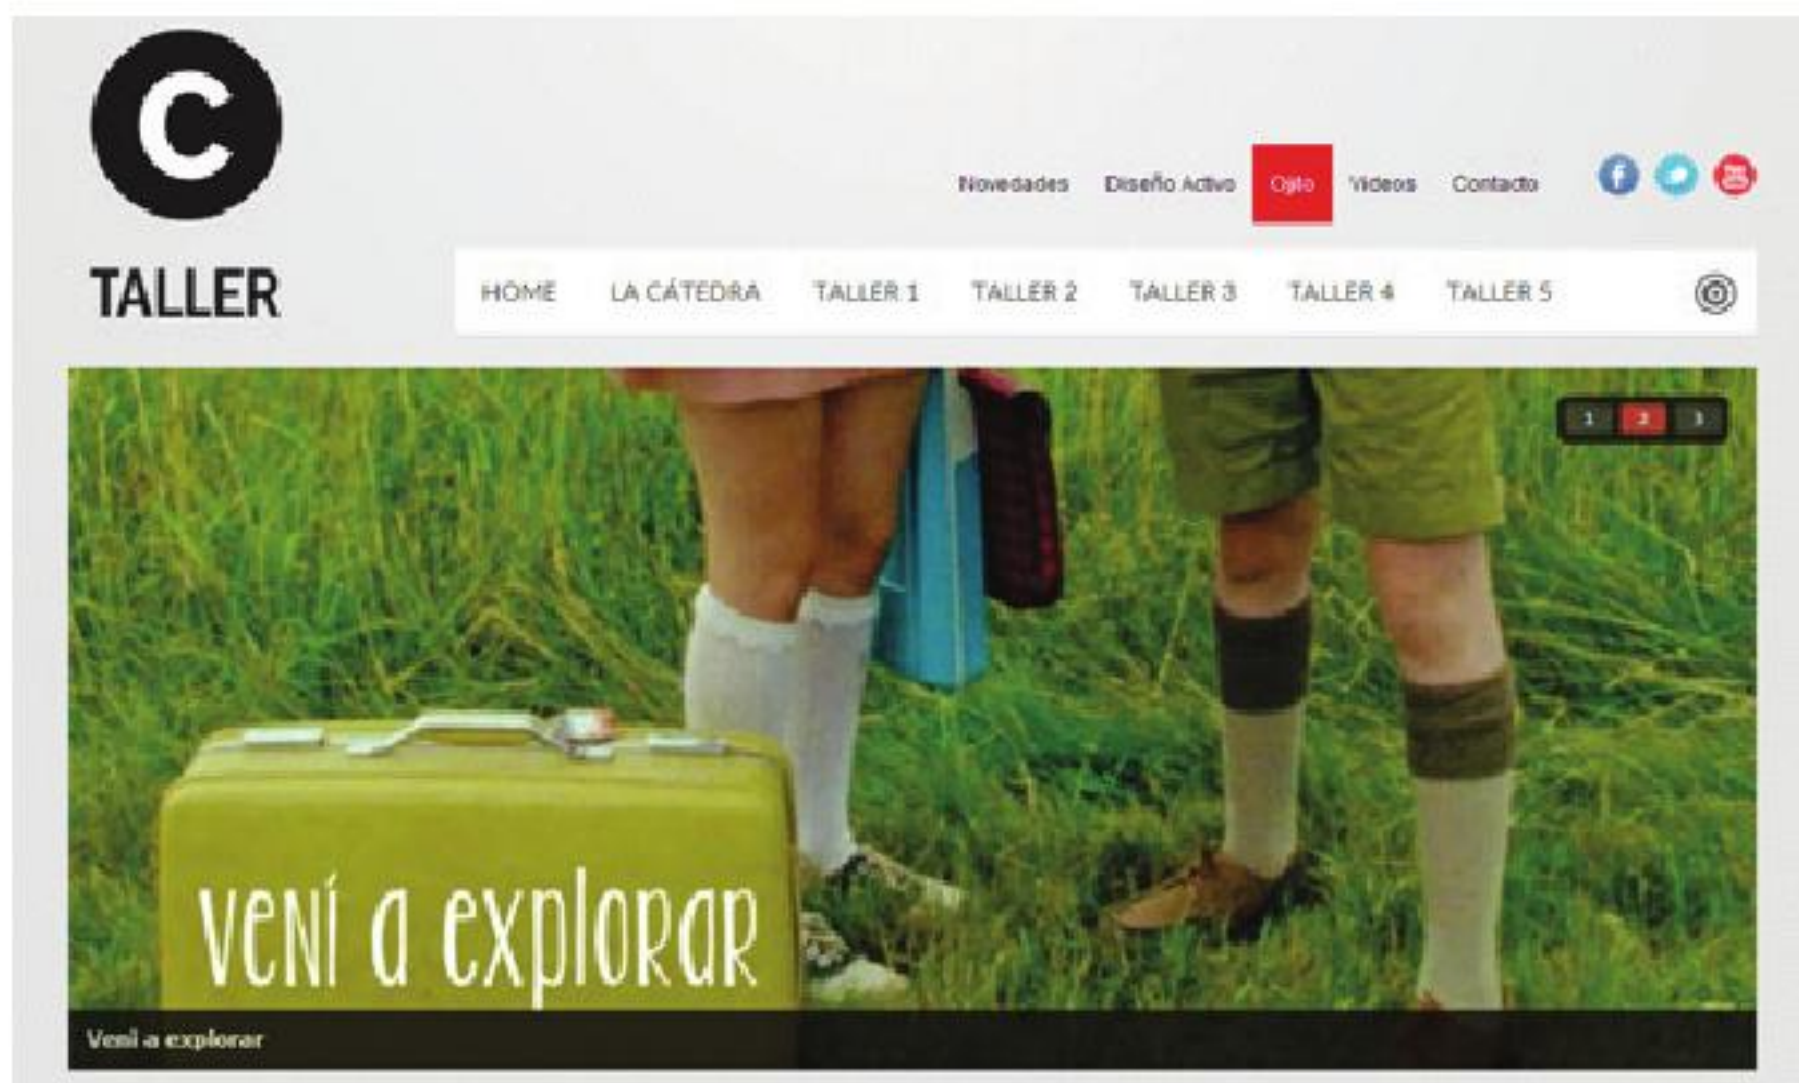 C
TALLER
Novedades Diseño Activo Ojito Videos Contacto
HOME LA CÁTEDRA TALLER 1 TALLER 2 TALLER 3 TALLER 4 TALLER 5
1 2 3
vení a explorar
Vení a explorar